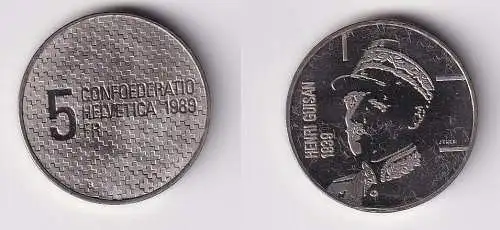 5 CONFOEDERATIO
HELVETICA 1989
FR
HENRI GUISAN
1939